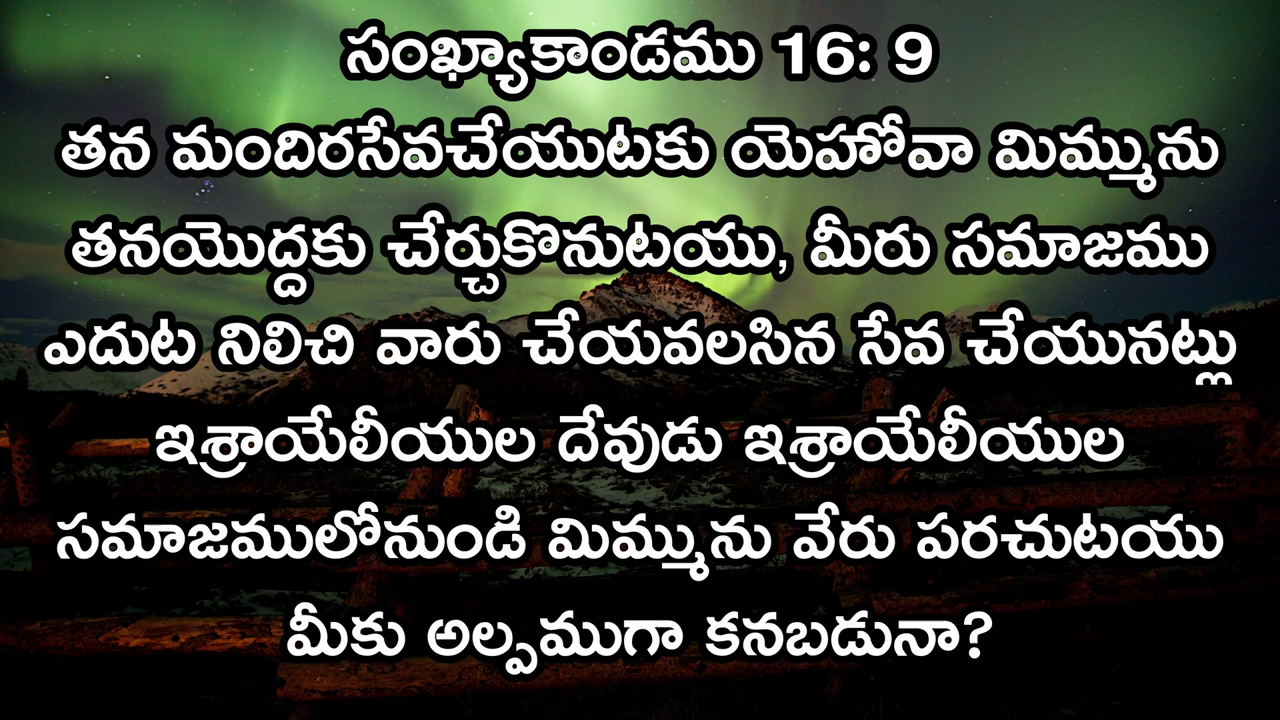 సంఖ్యాకాండము 16: 9
తన మందిరసేవచేయుటకు యెహోవా మిమ్మును
తనయొద్దకు చేర్చుకొనుటయు, మీరు సమాజము
ఎదుట నిలిచి వారు చేయవలసిన సేవ చేయునట్లు
ఇశ్రాయేలీయుల దేవుడు ఇశ్రాయేలీయుల
సమాజములోనుండి మిమ్మును వేరు పరచుటయు
మీకు అల్పముగా కనబడునా?